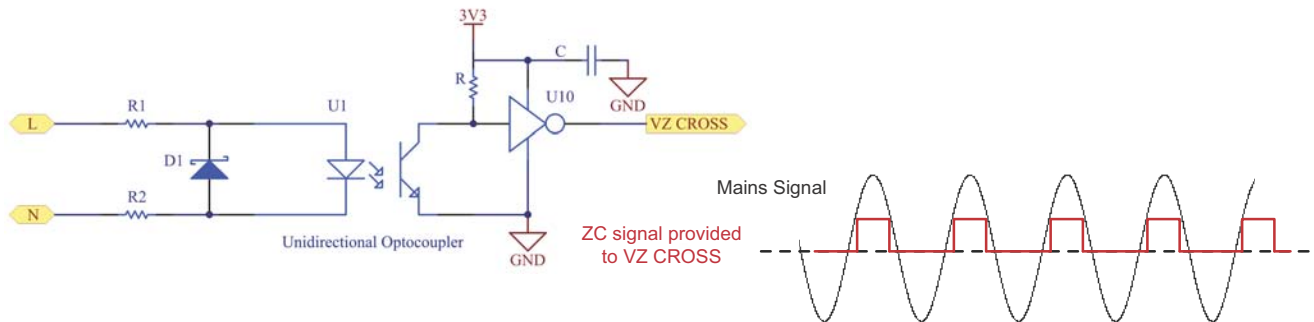 3V3
C
R
U10
GND
L
R1
U1
VZ CROSS
D1
N
R2
Unidirectional Optocoupler
GND
Mains Signal
ZC signal provided
to VZ CROSS